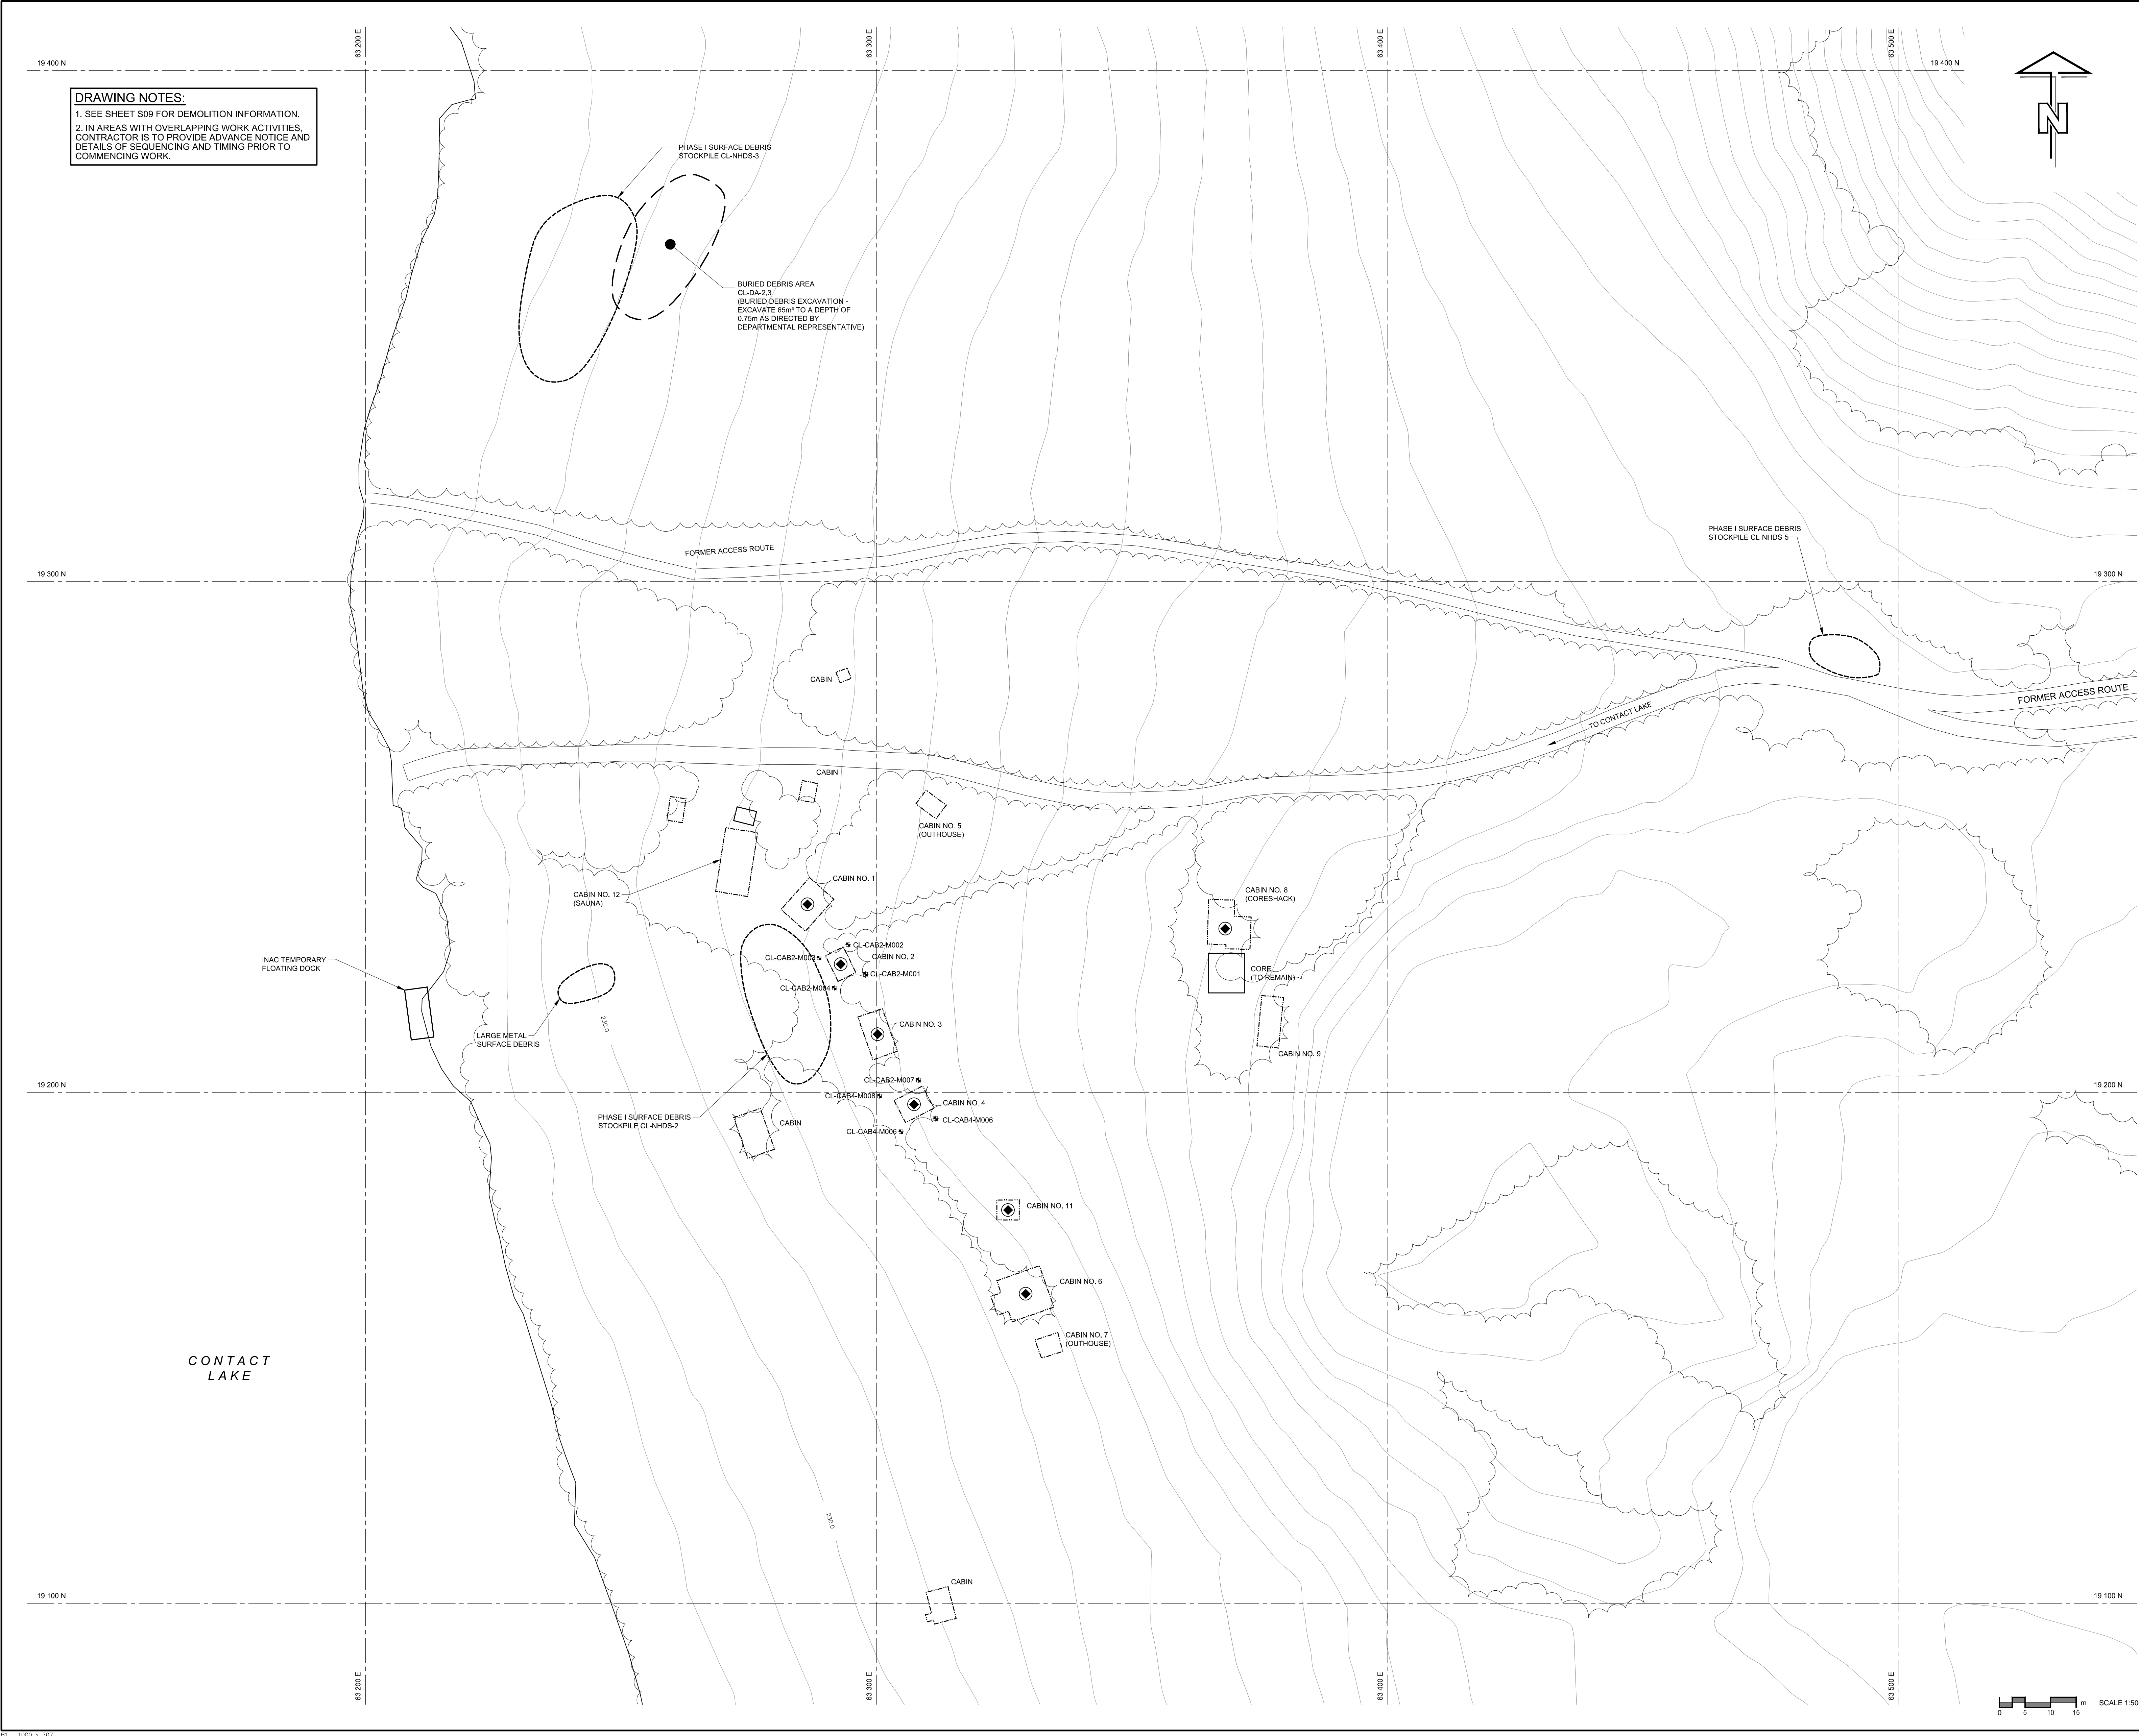 63 200 E
63 300 E
63 400 E
63 500 E
19 400 N
19 400 N
DRAWING NOTES:
1. SEE SHEET S09 FOR DEMOLITION INFORMATION.
2. IN AREAS WITH OVERLAPPING WORK ACTIVITIES,
CONTRACTOR IS TO PROVIDE ADVANCE NOTICE AND
DETAILS OF SEQUENCING AND TIMING PRIOR TO
COMMENCING WORK.
N
PHASE I SURFACE DEBRIS
STOCKPILE CL-NHDS-3
BURIED DEBRIS AREA
CL-DA-2,3
(BURIED DEBRIS EXCAVATION -
EXCAVATE 65m³ TO A DEPTH OF
0.75m AS DIRECTED BY
DEPARTMENTAL REPRESENTATIVE)
PHASE I SURFACE DEBRIS
STOCKPILE CL-NHDS-5
FORMER ACCESS ROUTE
19 300 N
19 300 N
CABIN
FORMER ACCESS ROUTE
TO CONTACT LAKE
CABIN
CABIN NO. 5
(OUTHOUSE)
CABIN NO. 1
CABIN NO. 12
(SAUNA)
CABIN NO. 8
(CORESHACK)
CL-CAB2-M002
CL-CAB2-M003
CABIN NO. 2
INAC TEMPORARY
FLOATING DOCK
CORE
(TO REMAIN)
CL-CAB2-M001
CL-CAB2-M004
230.0
CABIN NO. 3
LARGE METAL
SURFACE DEBRIS
CABIN NO. 9
CL-CAB2-M007
19 200 N
19 200 N
CL-CAB4-M008
CABIN NO. 4
PHASE I SURFACE DEBRIS
STOCKPILE CL-NHDS-2
CABIN
CL-CAB4-M006
CL-CAB4-M006
CABIN NO. 11
CABIN NO. 6
CABIN NO. 7
(OUTHOUSE)
CONTACT
LAKE
230.0
CABIN
19 100 N
19 100 N
63 200 E
63 300 E
63 400 E
63 500 E
m
0 5 10 15